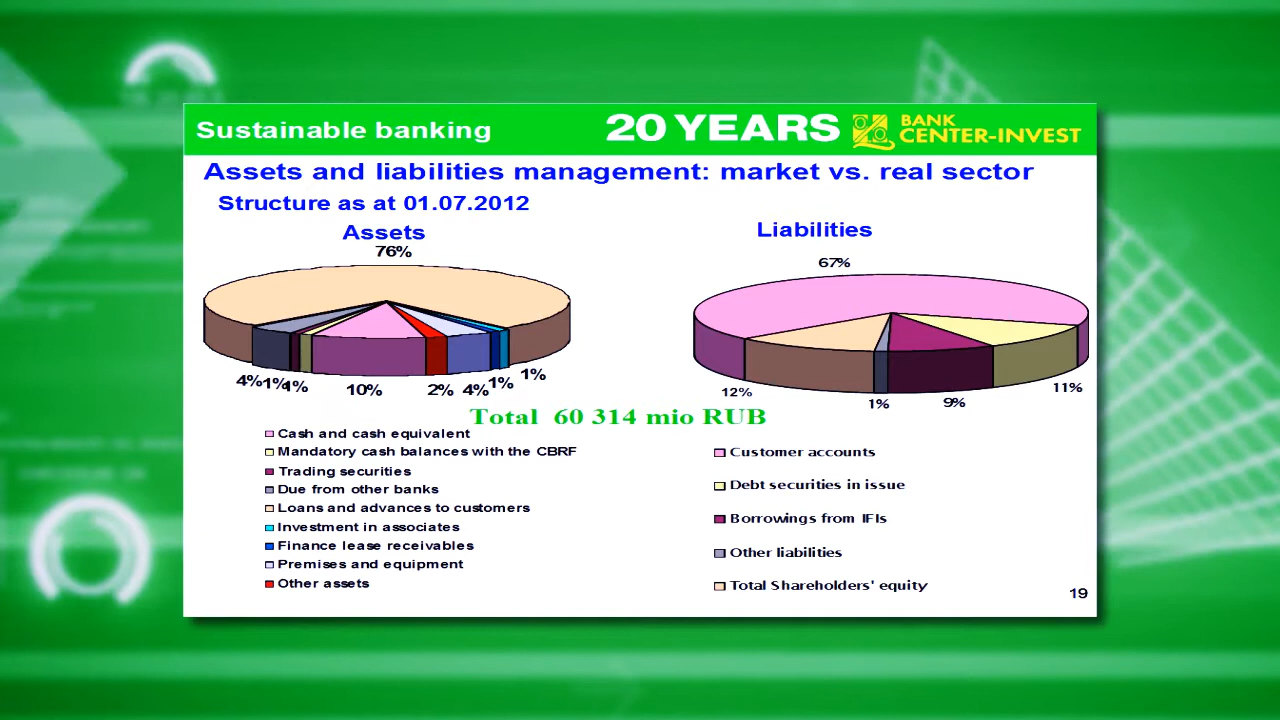 Sustainable banking
20 YEARS
BANK
CENTER-INVEST
Assets and liabilities management: market vs. real sector
Structure as at 01.07.2012
Assets
76%
4%
1%
1%
10%
2%
4%
1%
1%
Liabilities
67%
12%
1%
9%
11%
Total 60 314 mio RUB
Cash and cash equivalent
Mandatory cash balances with the CBRF
Trading securities
Due from other banks
Loans and advances to customers
Investment in associates
Finance lease receivables
Premises and equipment
Other assets
Customer accounts
Debt securities in issue
Borrowings from IFIs
Other liabilities
Total Shareholders' equity
19